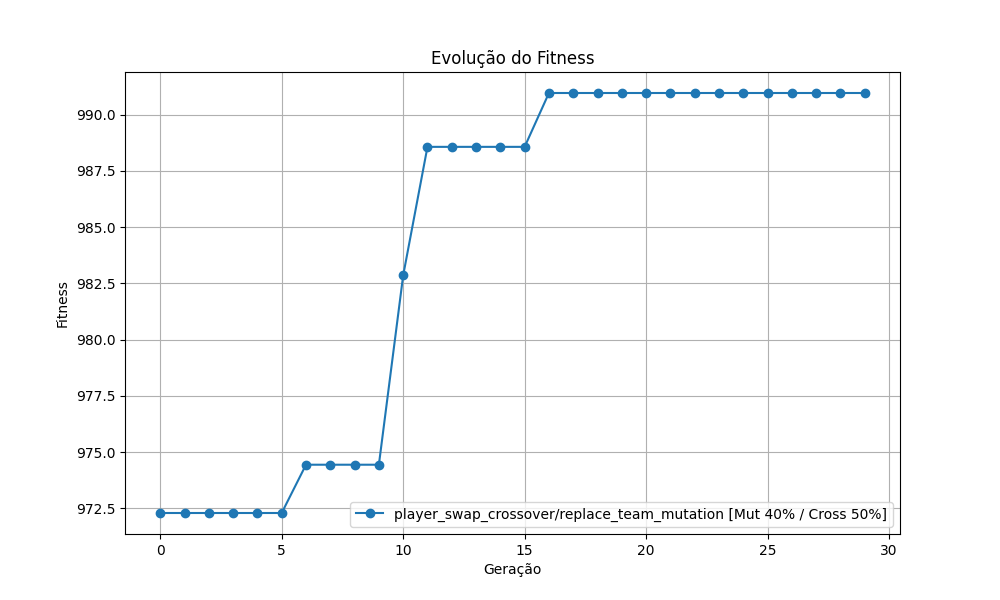 Evolução do Fitness
Fitness
990.0
987.5
985.0
982.5
980.0
977.5
975.0
972.5
player_swap_crossover/replace_team_mutation [Mut 40% / Cross 50%]
0 5 10 15 20 25 30
Geração